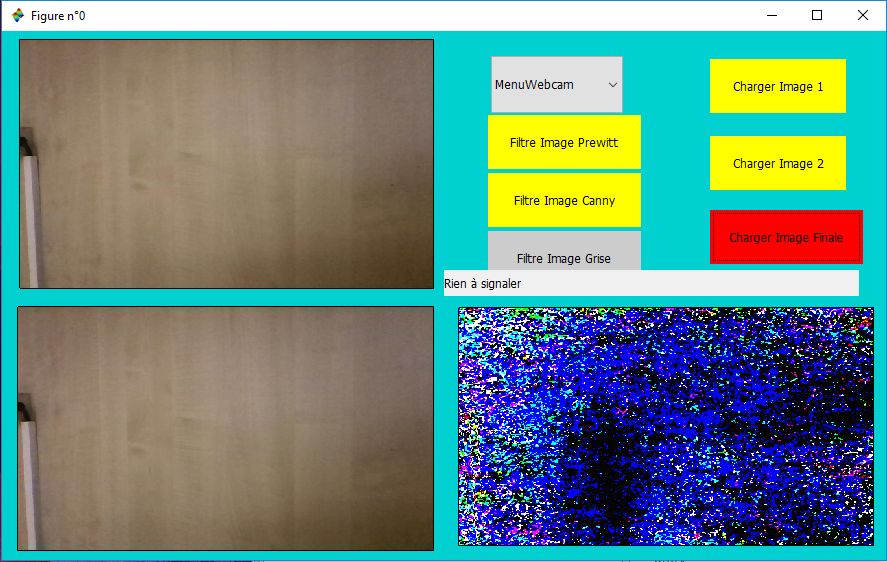 Figure n°0
MenuWebcam
Charger Image 1
Filtre Image Prewitt
Charger Image 2
Filtre Image Canny
Charger Image Finale
Filtre Image Grise
Rien à signaler